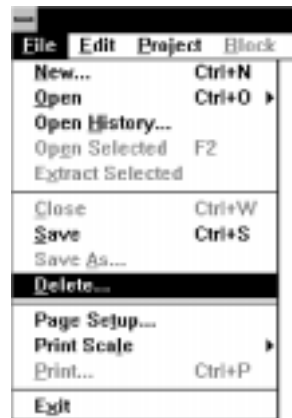 File Edit Project Block
New... Ctrl+N
Open Ctrl+O
Open History...
Open Selected F2
Extract Selected
Close Ctrl+W
Save Ctrl+S
Save As...
Delete...
Page Setup...
Print Scale
Print... Ctrl+P
Exit